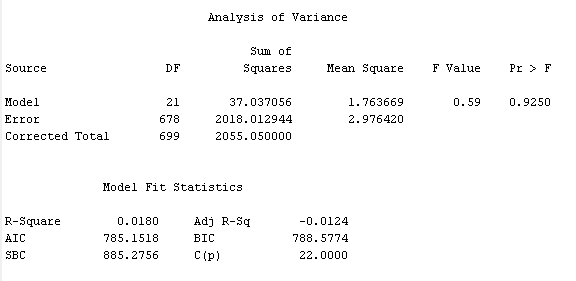 Analysis of Variance
Sum of
Source DF Squares Mean Square F Value Pr > F
Model 21 37.037056 1.763669 0.59 0.9250
Error 678 2018.012944 2.976420
Corrected Total 699 2055.050000
Model Fit Statistics
R-Square 0.0180 Adj R-Sq -0.0124
AIC 785.1518 BIC 788.5774
SBC 885.2756 C(p) 22.0000